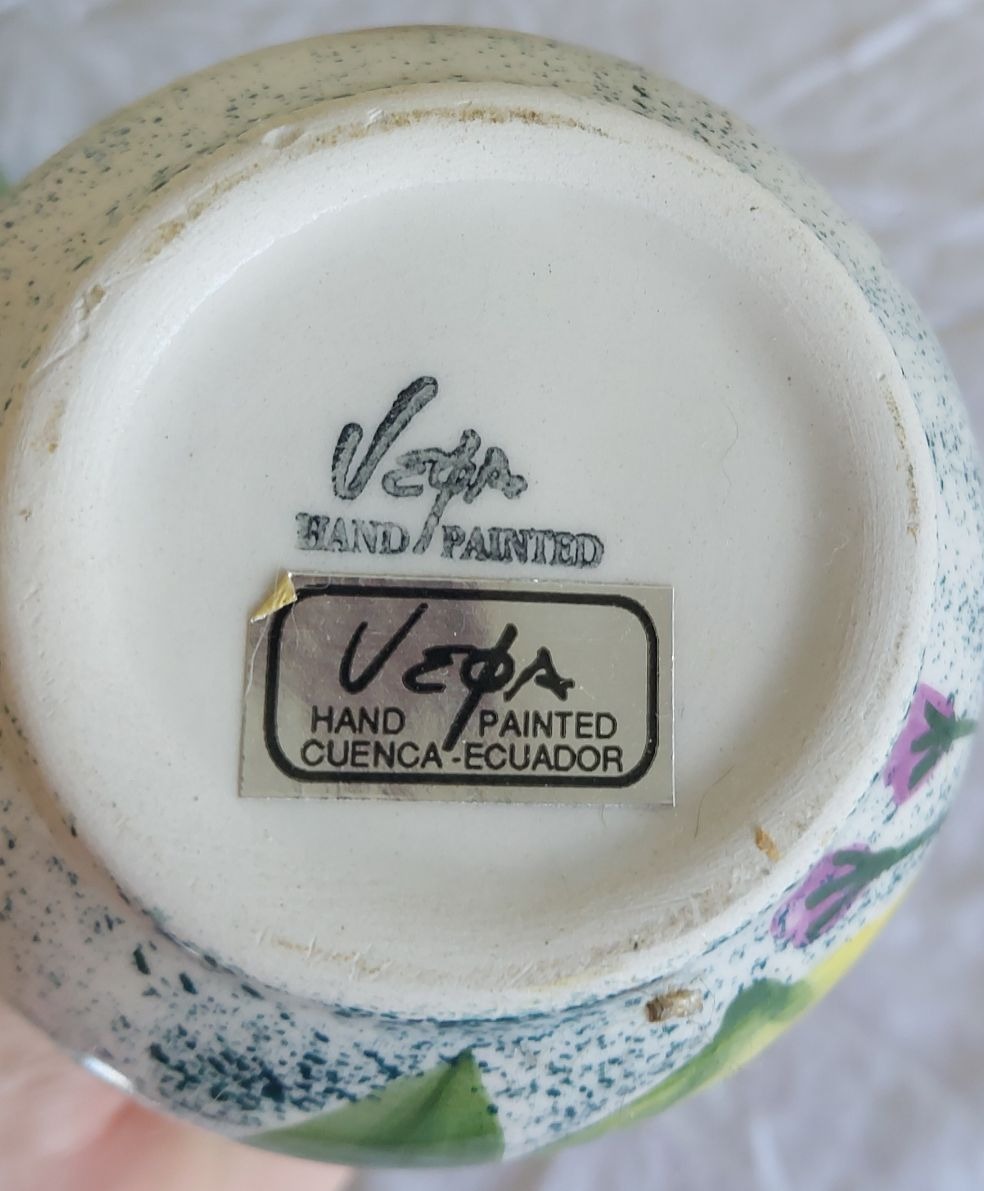 Vega
HAND PAINTED
VEGA
HAND PAINTED
CUENCA-ECUADOR